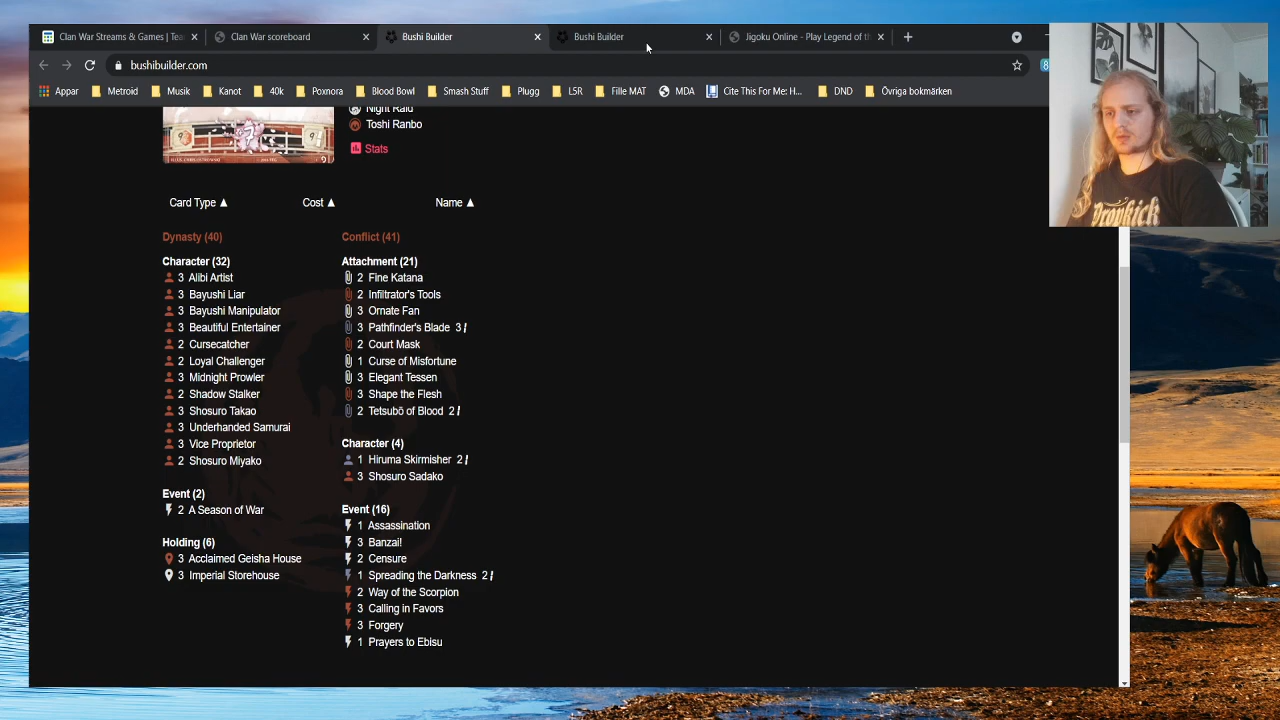 Clan War Streams & Games | Tea
Clan War scoreboard
Bushi Builder
Bushi Builder
Jigoku Online - Play Legend of th
bushibuilder.com
Appar
Metroid
Musik
Kanot
40k
Poxnora
Blood Bowl
Smash Stuff
Plugg
L5R
Fille MAT
MDA
Cite This For Me: H...
DND
Övriga bokmärken
Night Raid
Toshi Ranbo
Stats
Card Type ▲
Cost ▲
Name ▲
Dynasty (40)
Character (32)
3 Alibi Artist
3 Bayushi Liar
3 Bayushi Manipulator
3 Beautiful Entertainer
2 Cursecatcher
2 Loyal Challenger
3 Midnight Prowler
2 Shadow Stalker
3 Shosuro Takao
3 Underhanded Samurai
3 Vice Proprietor
2 Shosuro Miyako
Event (2)
2 A Season of War
Holding (6)
3 Acclaimed Geisha House
3 Imperial Storehouse
Conflict (41)
Attachment (21)
2 Fine Katana
2 Infiltrator's Tools
3 Ornate Fan
3 Pathfinder's Blade 3
2 Court Mask
1 Curse of Misfortune
3 Elegant Tessen
3 Shape the Flesh
2 Tetsubō of Blood 2
Character (4)
1 Hiruma Skirmisher 2
3 Shosuro Sadako
Event (16)
1 Assassination
3 Banzai!
2 Censure
1 Spreading the Darkness 2
2 Way of the Scorpion
3 Calling in Favors
3 Forgery
1 Prayers to Ebisu
Dropkick